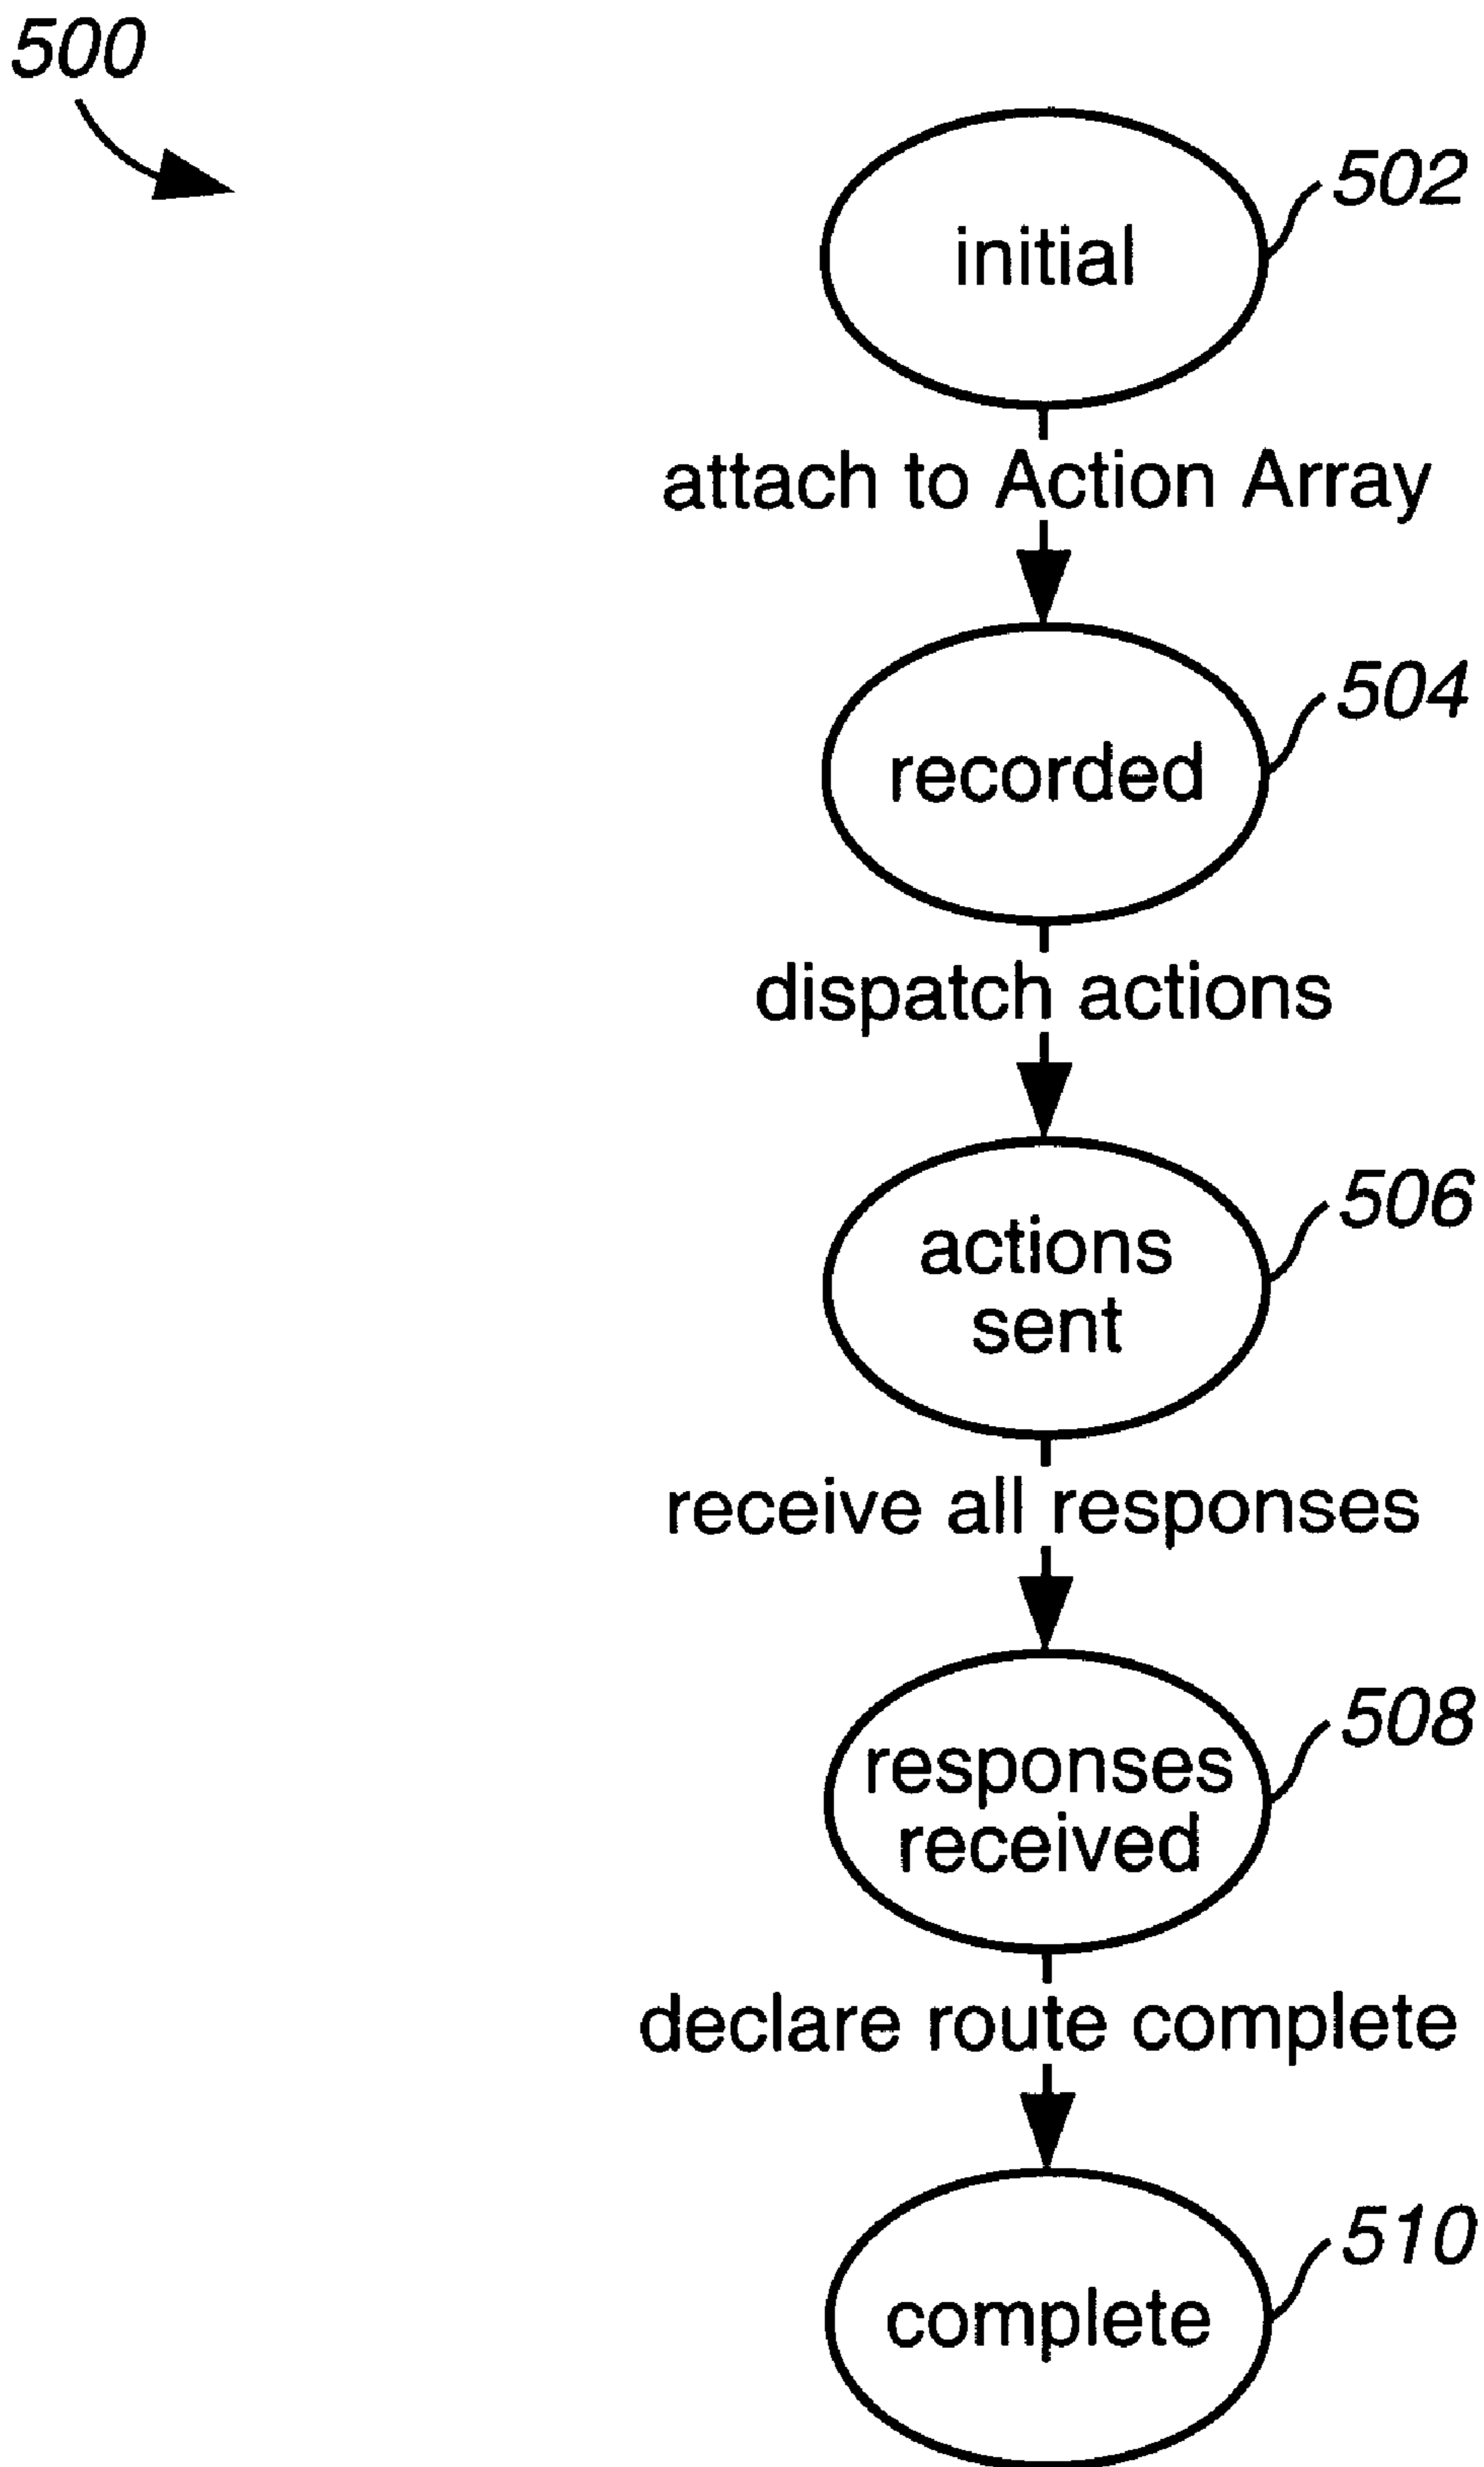 500
502
initial
attach to Action Array
504
recorded
dispatch actions
506
actions
sent
receive all responses
508
responses
received
declare route complete
510
complete